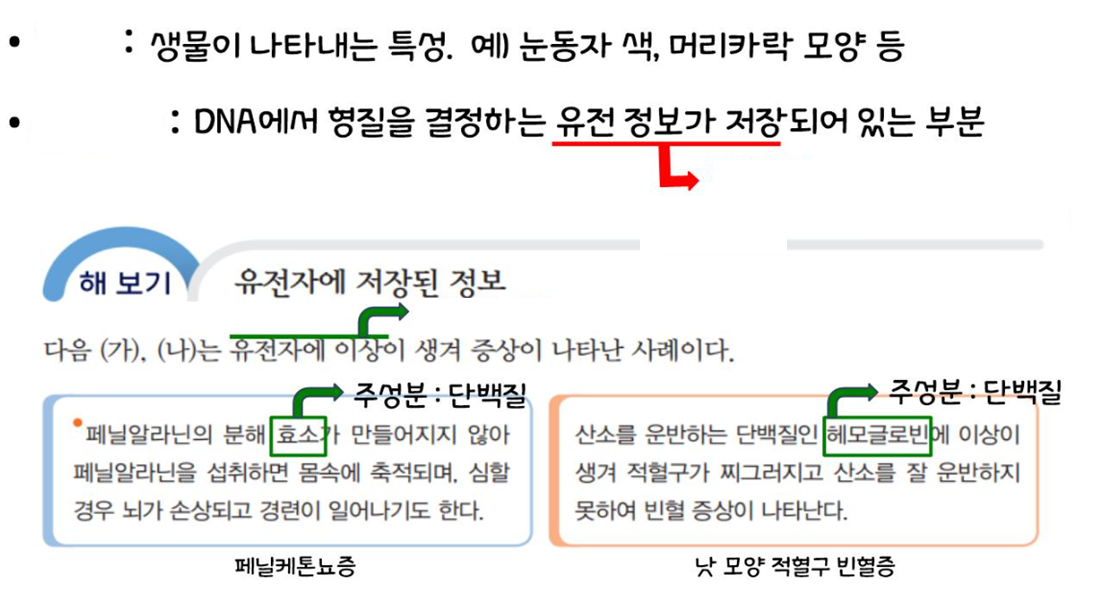 • : 생물이 나타내는 특성. 예) 눈동자 색, 머리카락 모양 등
• : DNA에서 형질을 결정하는 유전 정보가 저장되어 있는 부분
해 보기 유전자에 저장된 정보
다음 (가), (나)는 유전자에 이상이 생겨 증상이 나타난 사례이다.
주성분 : 단백질
페닐알라닌의 분해 효소가 만들어지지 않아
페닐알라닌을 섭취하면 몸속에 축적되며, 심할
경우 뇌가 손상되고 경련이 일어나기도 한다.
페닐케톤뇨증
주성분 : 단백질
산소를 운반하는 단백질인 헤모글로빈에 이상이
생겨 적혈구가 찌그러지고 산소를 잘 운반하지
못하여 빈혈 증상이 나타난다.
낫 모양 적혈구 빈혈증